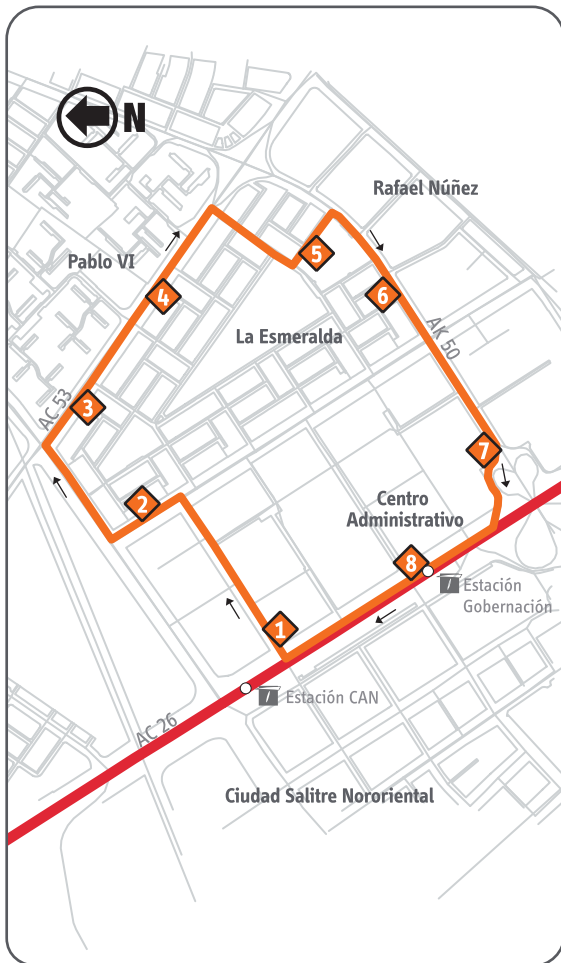 N
Rafael Núñez
Pablo VI
5
6
4
La Esmeralda
AK 50
3
AC 53
7
2
Centro
Administrativo
8
Estación
Gobernación
1
Estación CAN
AC 26
Ciudad Salitre Nororiental